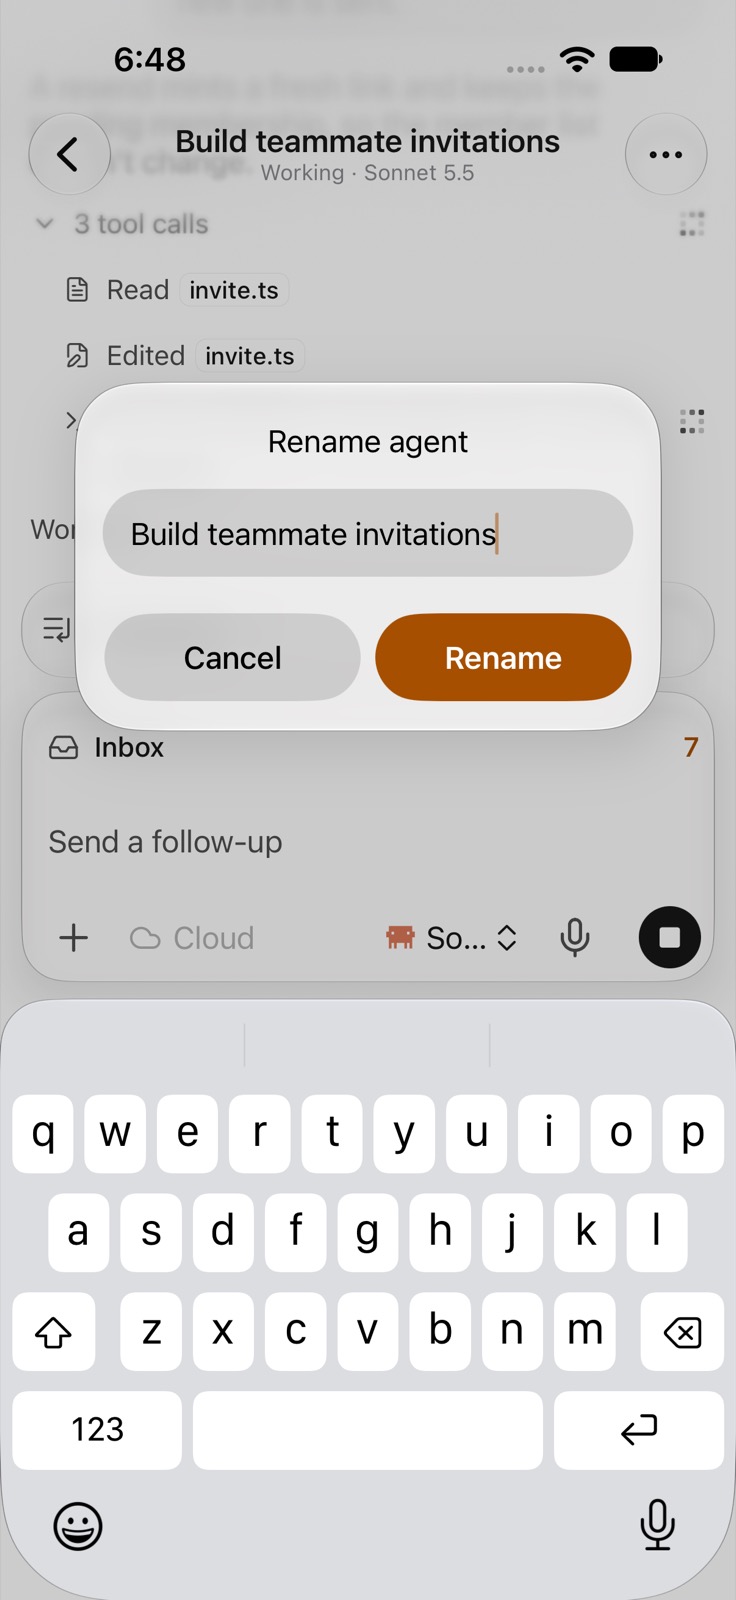 6:48
Build teammate invitations
Working · Sonnet 5.5
change.
3 tool calls
Read invite.ts
Edited invite.ts
Rename agent
Build teammate invitations
Cancel
Rename
Inbox
7
Send a follow-up
Cloud
So...
q w e r t y u i o p
a s d f g h j k l
z x c v b n m
123